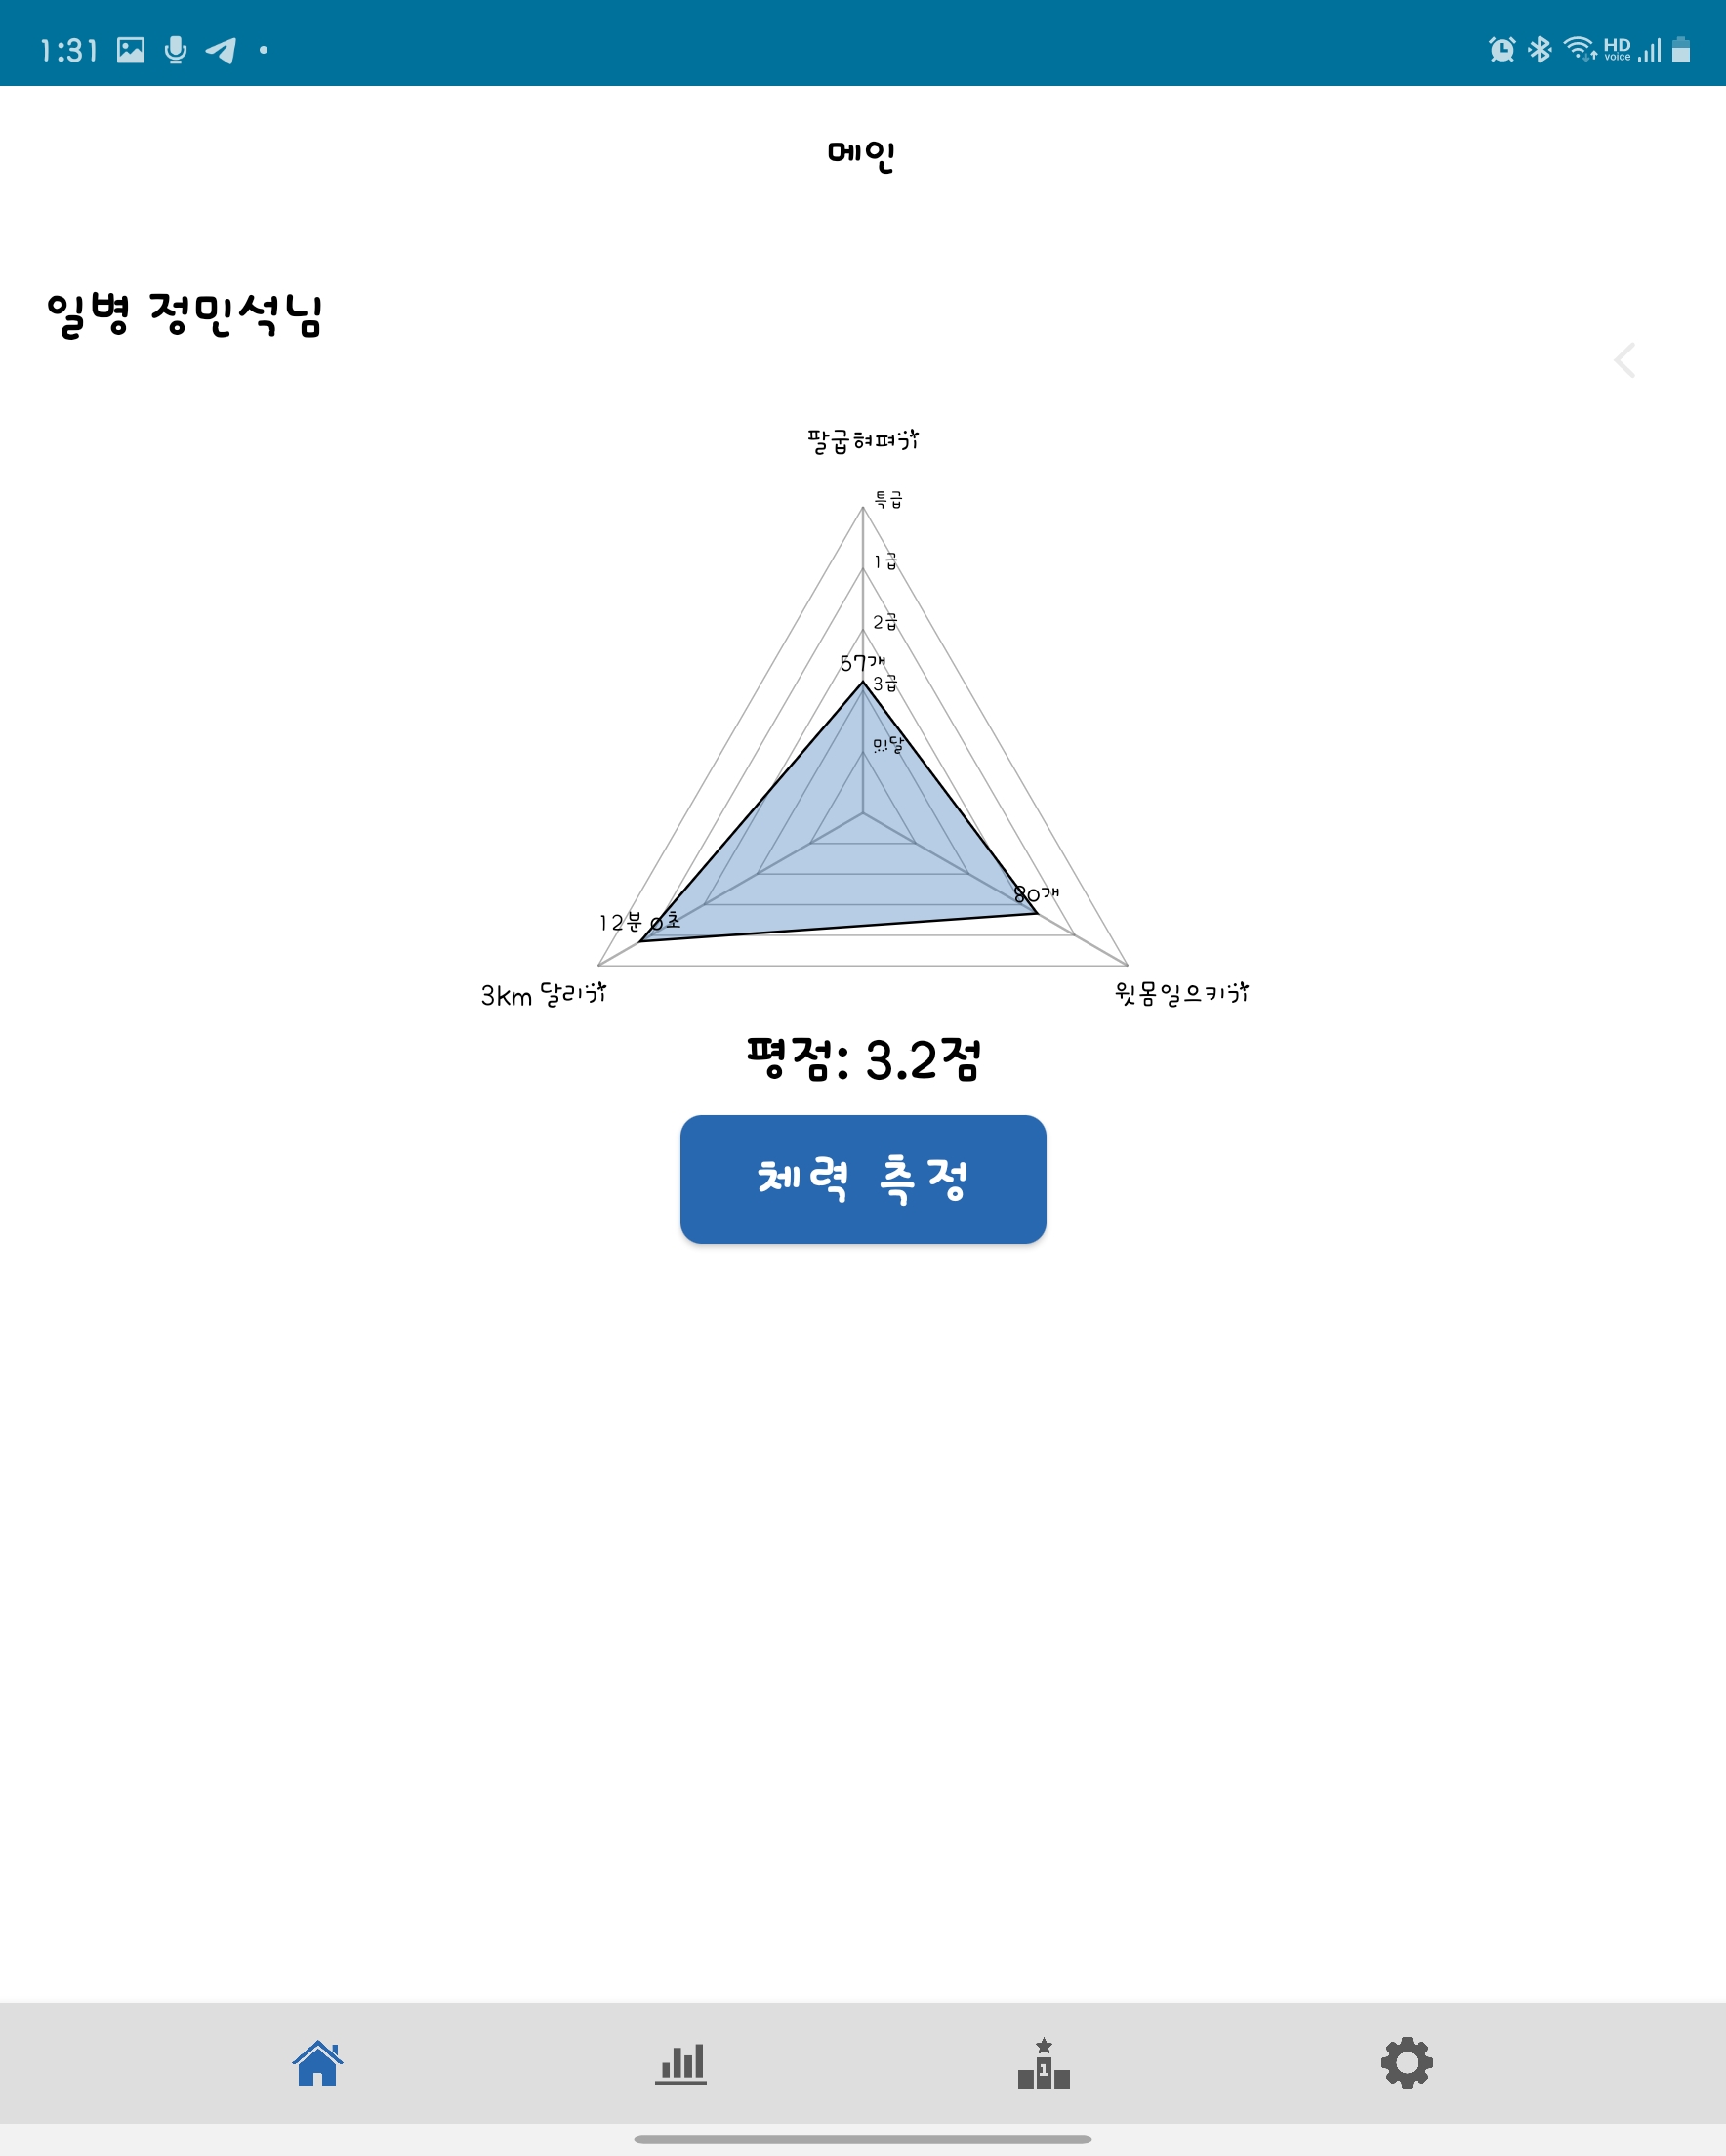 1:31
HD voice
메인
일병 정민석님
팔굽혀펴기
특급
1급
2급
57개
3급
미달
80개
12분 0초
3km 달리기
윗몸일으키기
평점: 3.2점
체력 측정
1